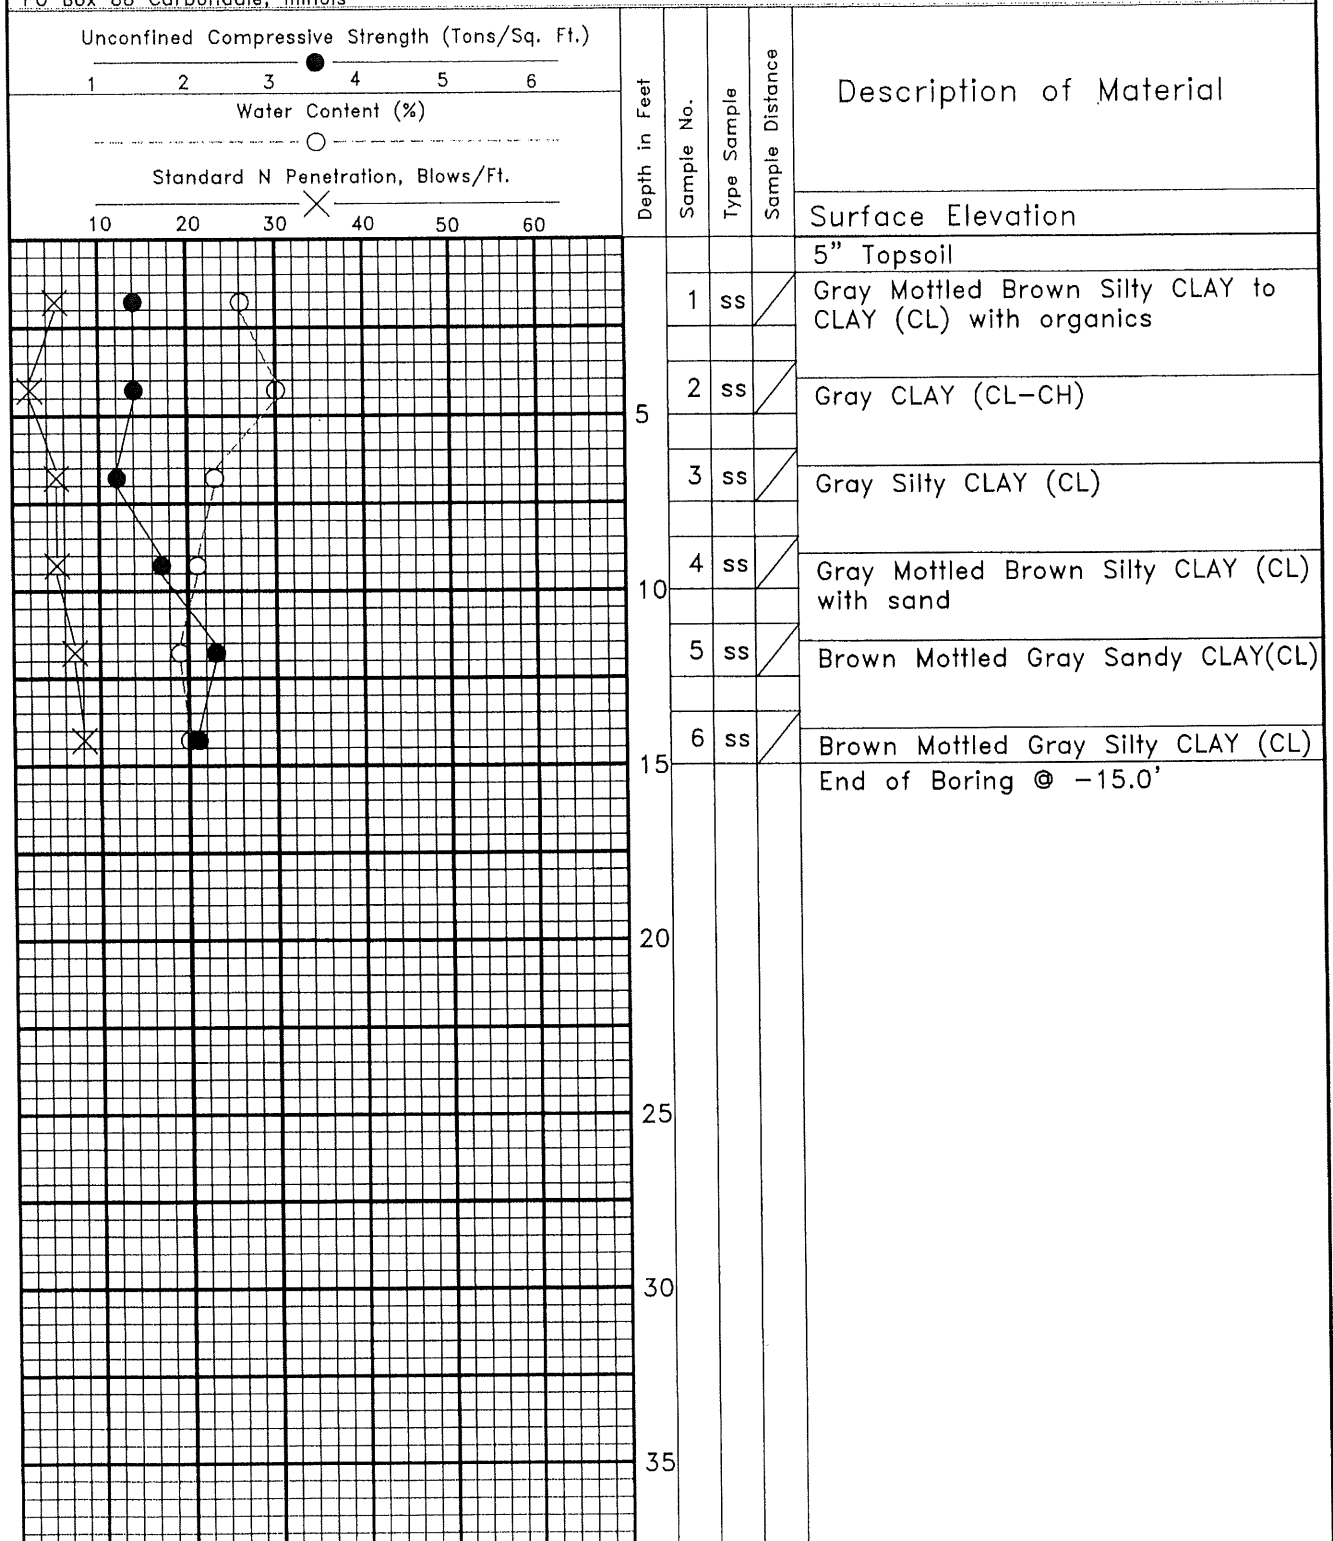 PO Box 88 Carbondale, Illinois
Unconfined Compressive Strength (Tons/Sq. Ft.)
1 2 3 4 5 6
Water Content (%)
Standard N Penetration, Blows/Ft.
10 20 30 40 50 60
Depth in Feet
Sample No.
Type Sample
Sample Distance
Description of Material
Surface Elevation
5” Topsoil
1 ss Gray Mottled Brown Silty CLAY to
CLAY (CL) with organics
2 ss Gray CLAY (CL-CH)
5
3 ss Gray Silty CLAY (CL)
4 ss Gray Mottled Brown Silty CLAY (CL)
10 with sand
5 ss Brown Mottled Gray Sandy CLAY(CL)
6 ss Brown Mottled Gray Silty CLAY (CL)
15
End of Boring @ -15.0'
20
25
30
35